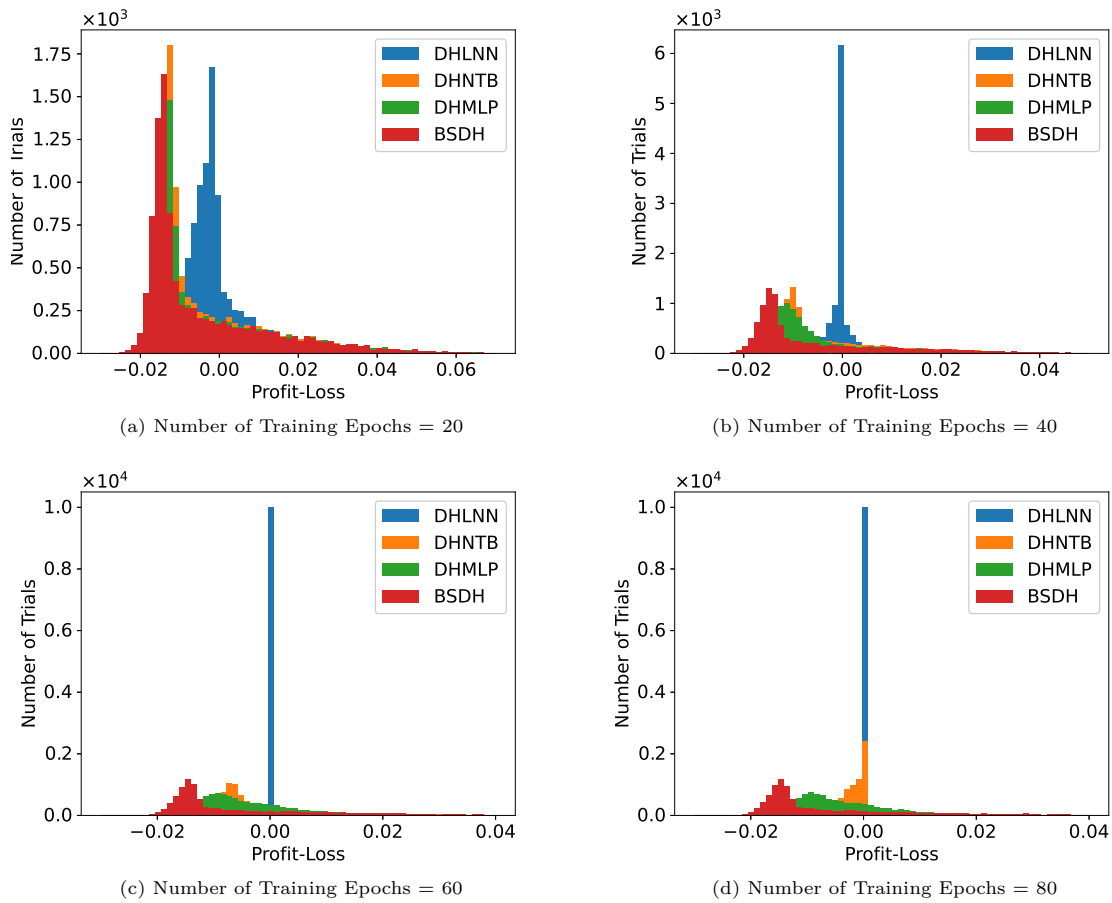 ×10³
1.75
1.50
1.25
1.00
0.75
0.50
0.25
0.00
Number of Trials
−0.02 0.00 0.02 0.04 0.06
Profit-Loss
DHLNN
DHNTB
DHMLP
BSDH
(a) Number of Training Epochs = 20
×10³
6
5
4
3
2
1
0
Number of Trials
−0.02 0.00 0.02 0.04
Profit-Loss
DHLNN
DHNTB
DHMLP
BSDH
(b) Number of Training Epochs = 40
×10⁴
1.0
0.8
0.6
0.4
0.2
0.0
Number of Trials
−0.02 0.00 0.02 0.04
Profit-Loss
DHLNN
DHNTB
DHMLP
BSDH
(c) Number of Training Epochs = 60
×10⁴
1.0
0.8
0.6
0.4
0.2
0.0
Number of Trials
−0.02 0.00 0.02 0.04
Profit-Loss
DHLNN
DHNTB
DHMLP
BSDH
(d) Number of Training Epochs = 80